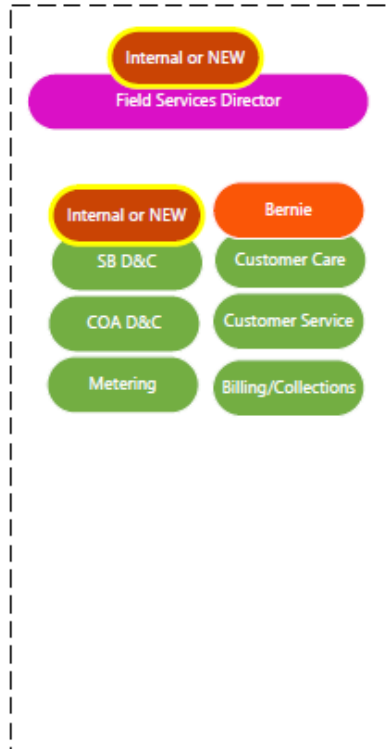 Internal or NEW
Field Services Director
Internal or NEW
SB D&C
COA D&C
Metering
Bernie
Customer Care
Customer Service
Billing/Collections